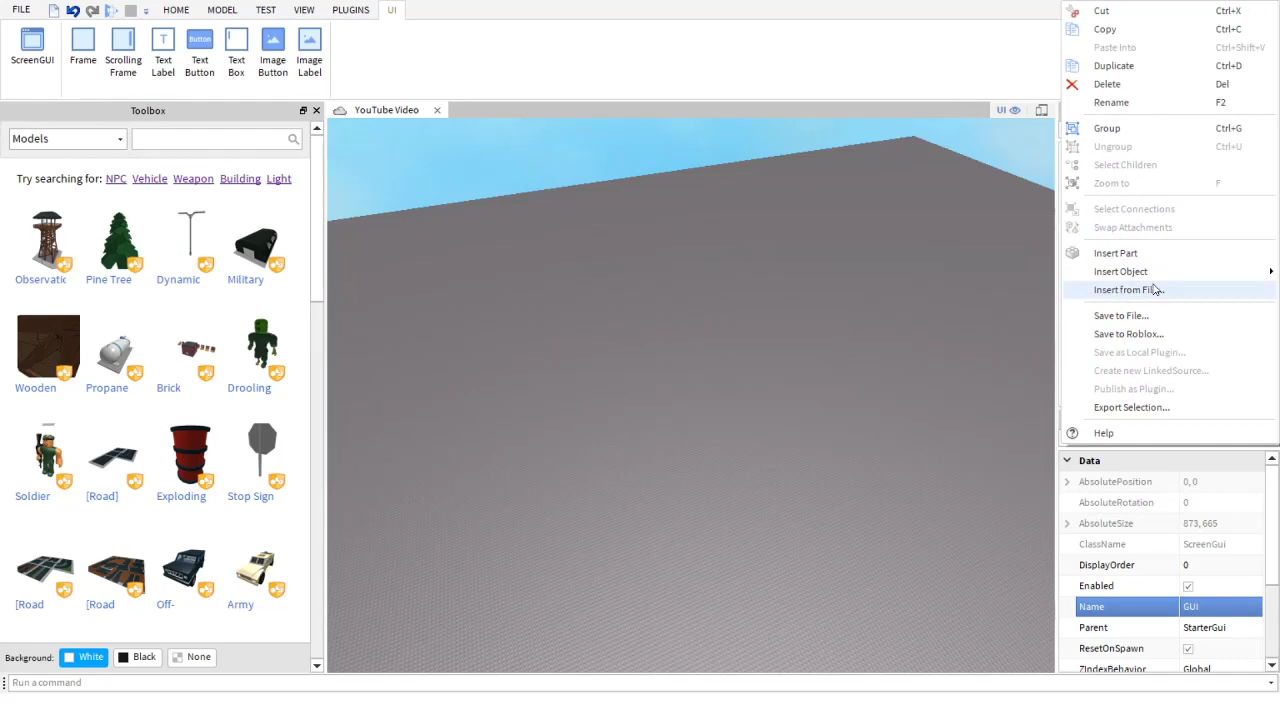 FILE
HOME
MODEL
TEST
VIEW
PLUGINS
UI
ScreenGUI
Frame
Scrolling Frame
Text Label
Button
Text Button
Text Box
Image Button
Image Label
Toolbox
Models
Try searching for: NPC Vehicle Weapon Building Light
Observatic
Pine Tree
Dynamic
Military
Wooden
Propane
Brick
Drooling
Soldier
[Road]
Exploding
Stop Sign
[Road
[Road
Off-
Army
Background: White Black None
YouTube Video
UI
Cut Ctrl+X
Copy Ctrl+C
Paste Into Ctrl+Shift+V
Duplicate Ctrl+D
Delete Del
Rename F2
Group Ctrl+G
Ungroup Ctrl+U
Select Children
Zoom to F
Select Connections
Swap Attachments
Insert Part
Insert Object
Insert from File...
Save to File...
Save to Roblox...
Save as Local Plugin...
Create new LinkedSource...
Publish as Plugin...
Export Selection...
Help
Data
AbsolutePosition 0, 0
AbsoluteRotation 0
AbsoluteSize 873, 665
ClassName ScreenGui
DisplayOrder 0
Enabled
Name GUI
Parent StarterGui
ResetOnSpawn
ZIndexBehavior Global
Run a command